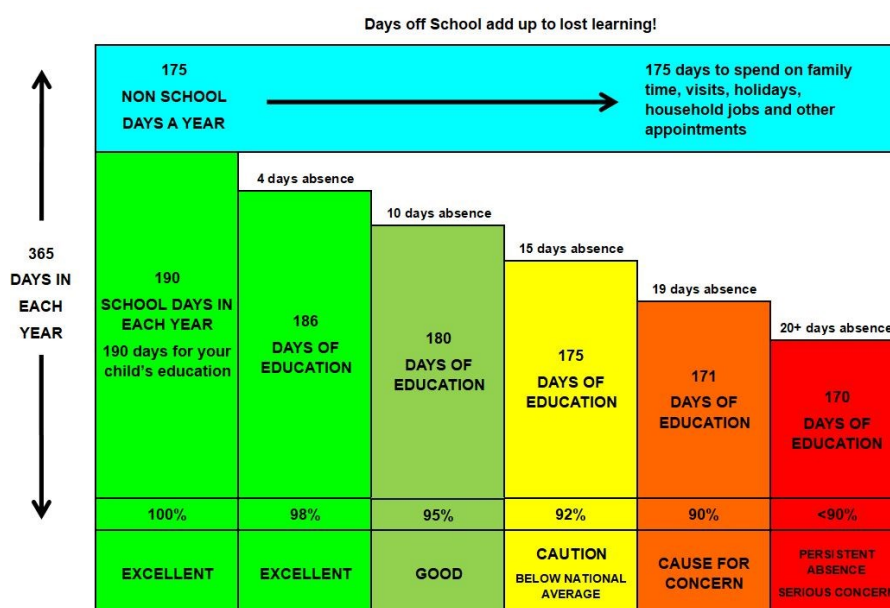 Days off School add up to lost learning!
175
NON SCHOOL
DAYS A YEAR
175 days to spend on family
time, visits, holidays,
household jobs and other
appointments
365
DAYS IN
EACH
YEAR
190
SCHOOL DAYS IN
EACH YEAR
190 days for your
child's education
4 days absence
186
DAYS OF
EDUCATION
10 days absence
180
DAYS OF
EDUCATION
15 days absence
175
DAYS OF
EDUCATION
19 days absence
171
DAYS OF
EDUCATION
20+ days absence
170
DAYS OF
EDUCATION
100%
98%
95%
92%
90%
<90%
EXCELLENT
EXCELLENT
GOOD
CAUTION
BELOW NATIONAL
AVERAGE
CAUSE FOR
CONCERN
PERSISTENT
ABSENCE
SERIOUS CONCERN